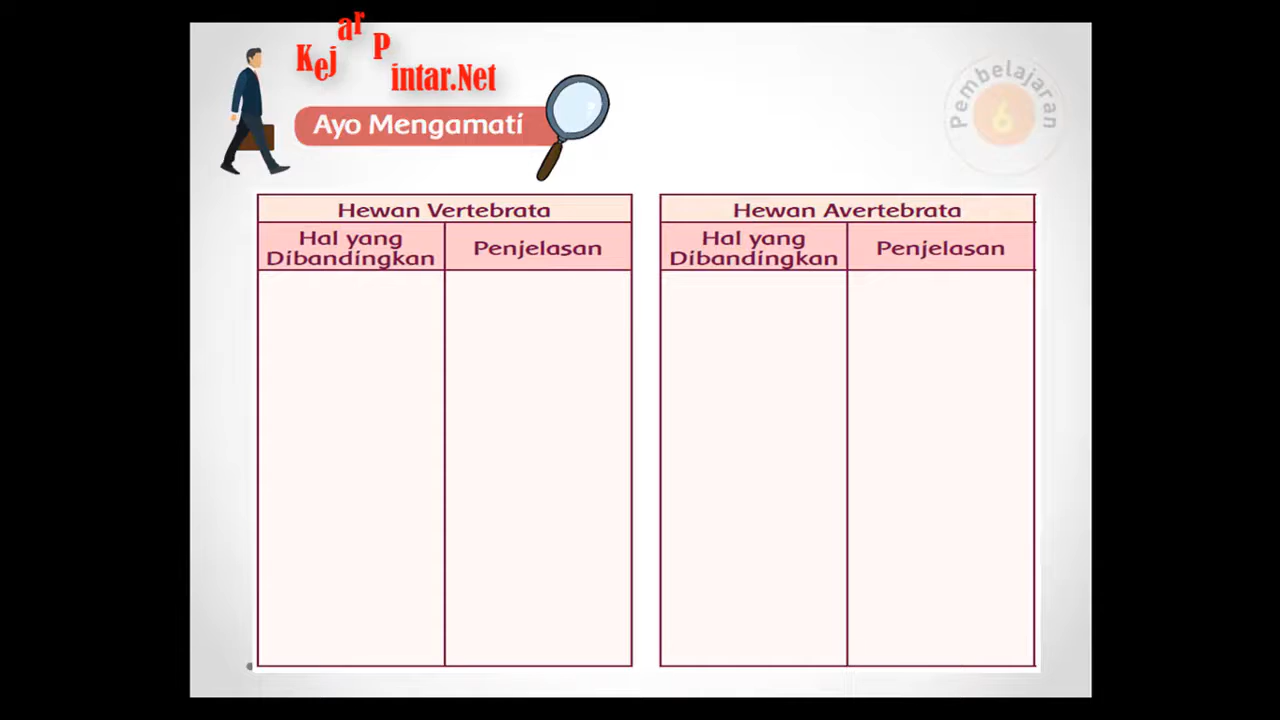 Kejar Pintar.Net
Pembelajaran
6
Ayo Mengamati
Hewan Vertebrata
Hal yang
Dibandingkan
Penjelasan
Hewan Avertebrata
Hal yang
Dibandingkan
Penjelasan